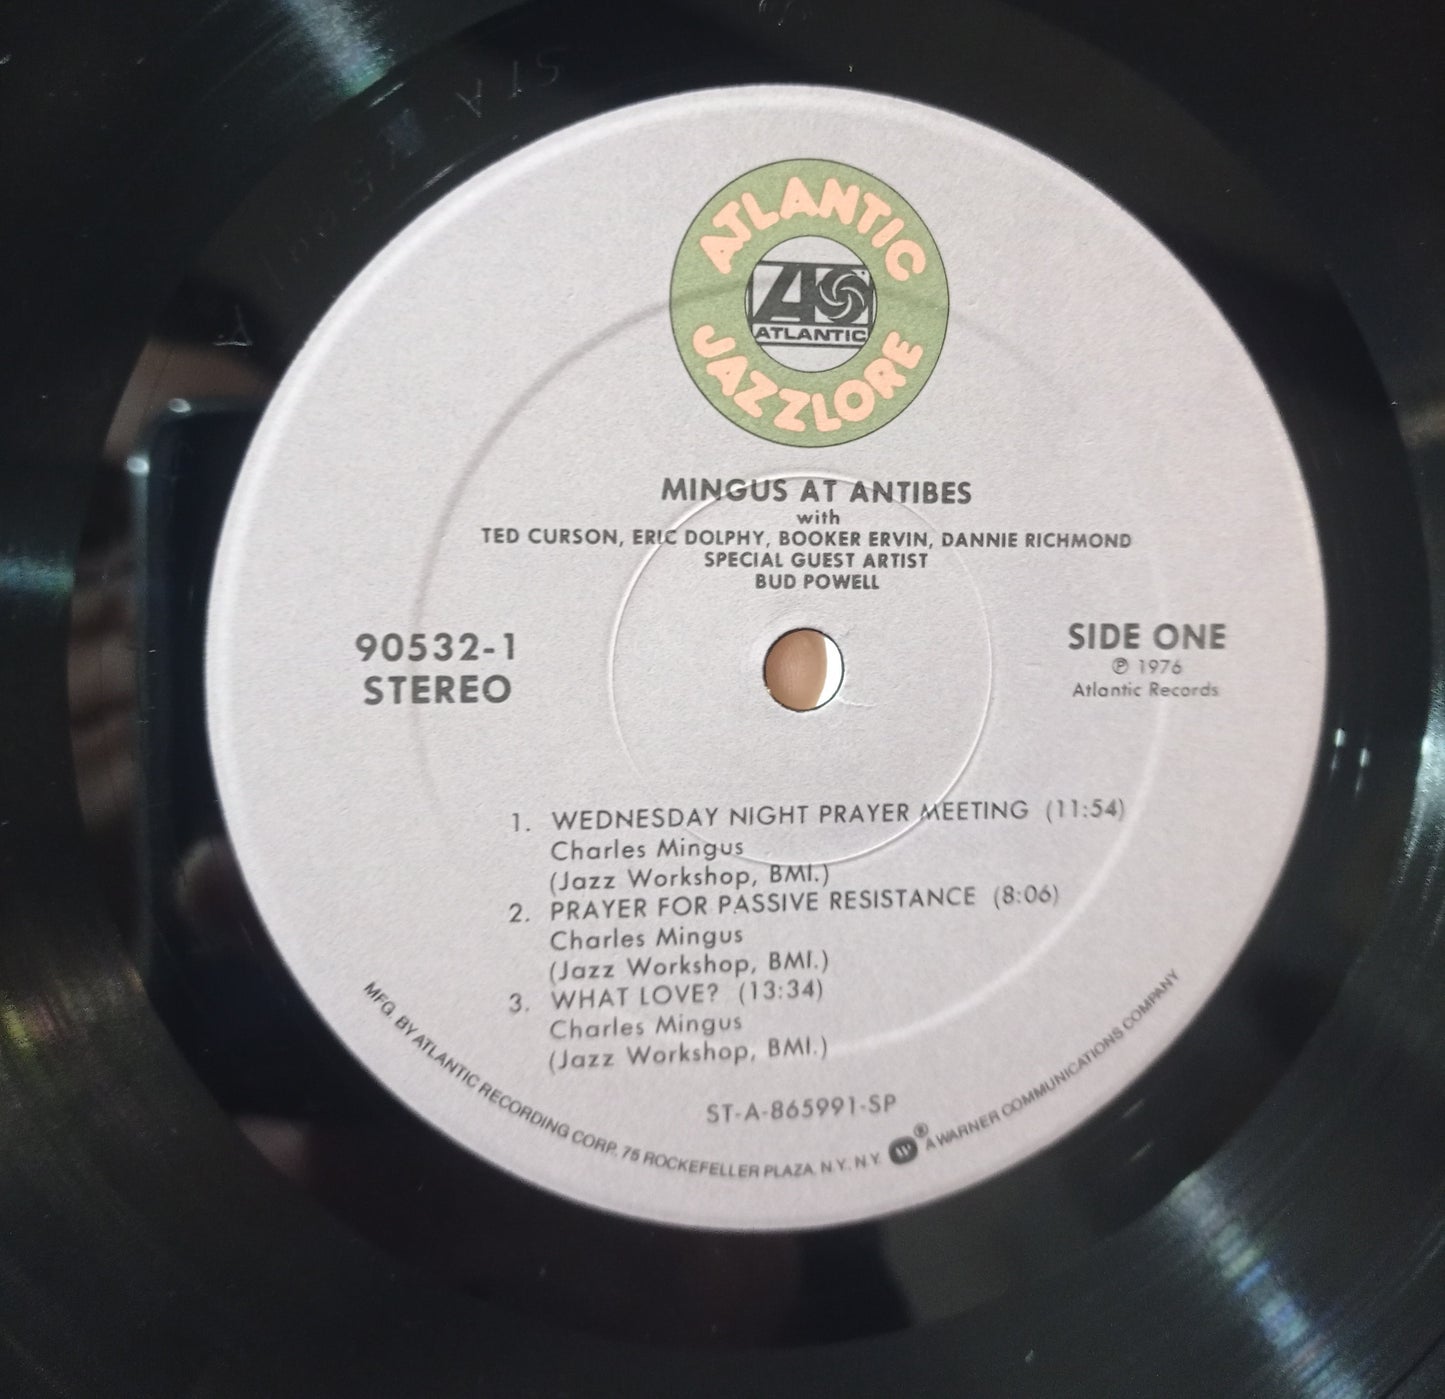 ATLANTIC
ATLANTIC
JAZZLORE
MINGUS AT ANTIBES
with
TED CURSON, ERIC DOLPHY, BOOKER ERVIN, DANNIE RICHMOND
SPECIAL GUEST ARTIST
BUD POWELL
90532-1
STEREO
SIDE ONE
℗ 1976
Atlantic Records
1. WEDNESDAY NIGHT PRAYER MEETING (11:54)
Charles Mingus
(Jazz Workshop, BMI.)
2. PRAYER FOR PASSIVE RESISTANCE (8:06)
Charles Mingus
(Jazz Workshop, BMI.)
3. WHAT LOVE? (13:34)
Charles Mingus
(Jazz Workshop, BMI.)
ST-A-865991-SP
MFG. BY ATLANTIC RECORDING CORP. 75 ROCKEFELLER PLAZA. N.Y. N.Y. ® A WARNER COMMUNICATIONS COMPANY